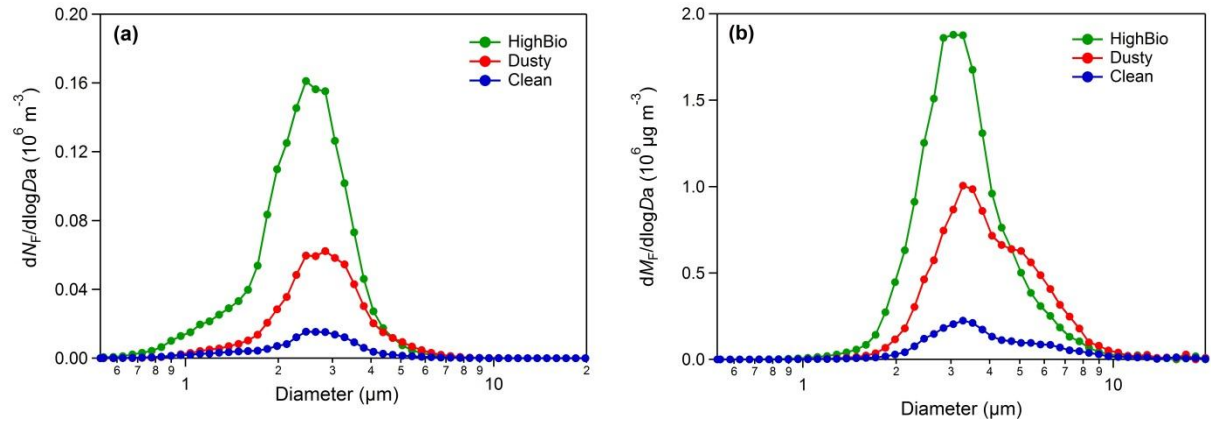 (a)
HighBio
Dusty
Clean
dN_F/dlogDa (10^6 m^-3)
0.20
0.16
0.12
0.08
0.04
0.00
6 7 8 9 1 2 3 4 5 6 7 8 9 10 2
Diameter (µm)
(b)
HighBio
Dusty
Clean
dM_F/dlogDa (10^6 µg m^-3)
2.0
1.5
1.0
0.5
0.0
6 7 8 9 1 2 3 4 5 6 7 8 9 10
Diameter (µm)